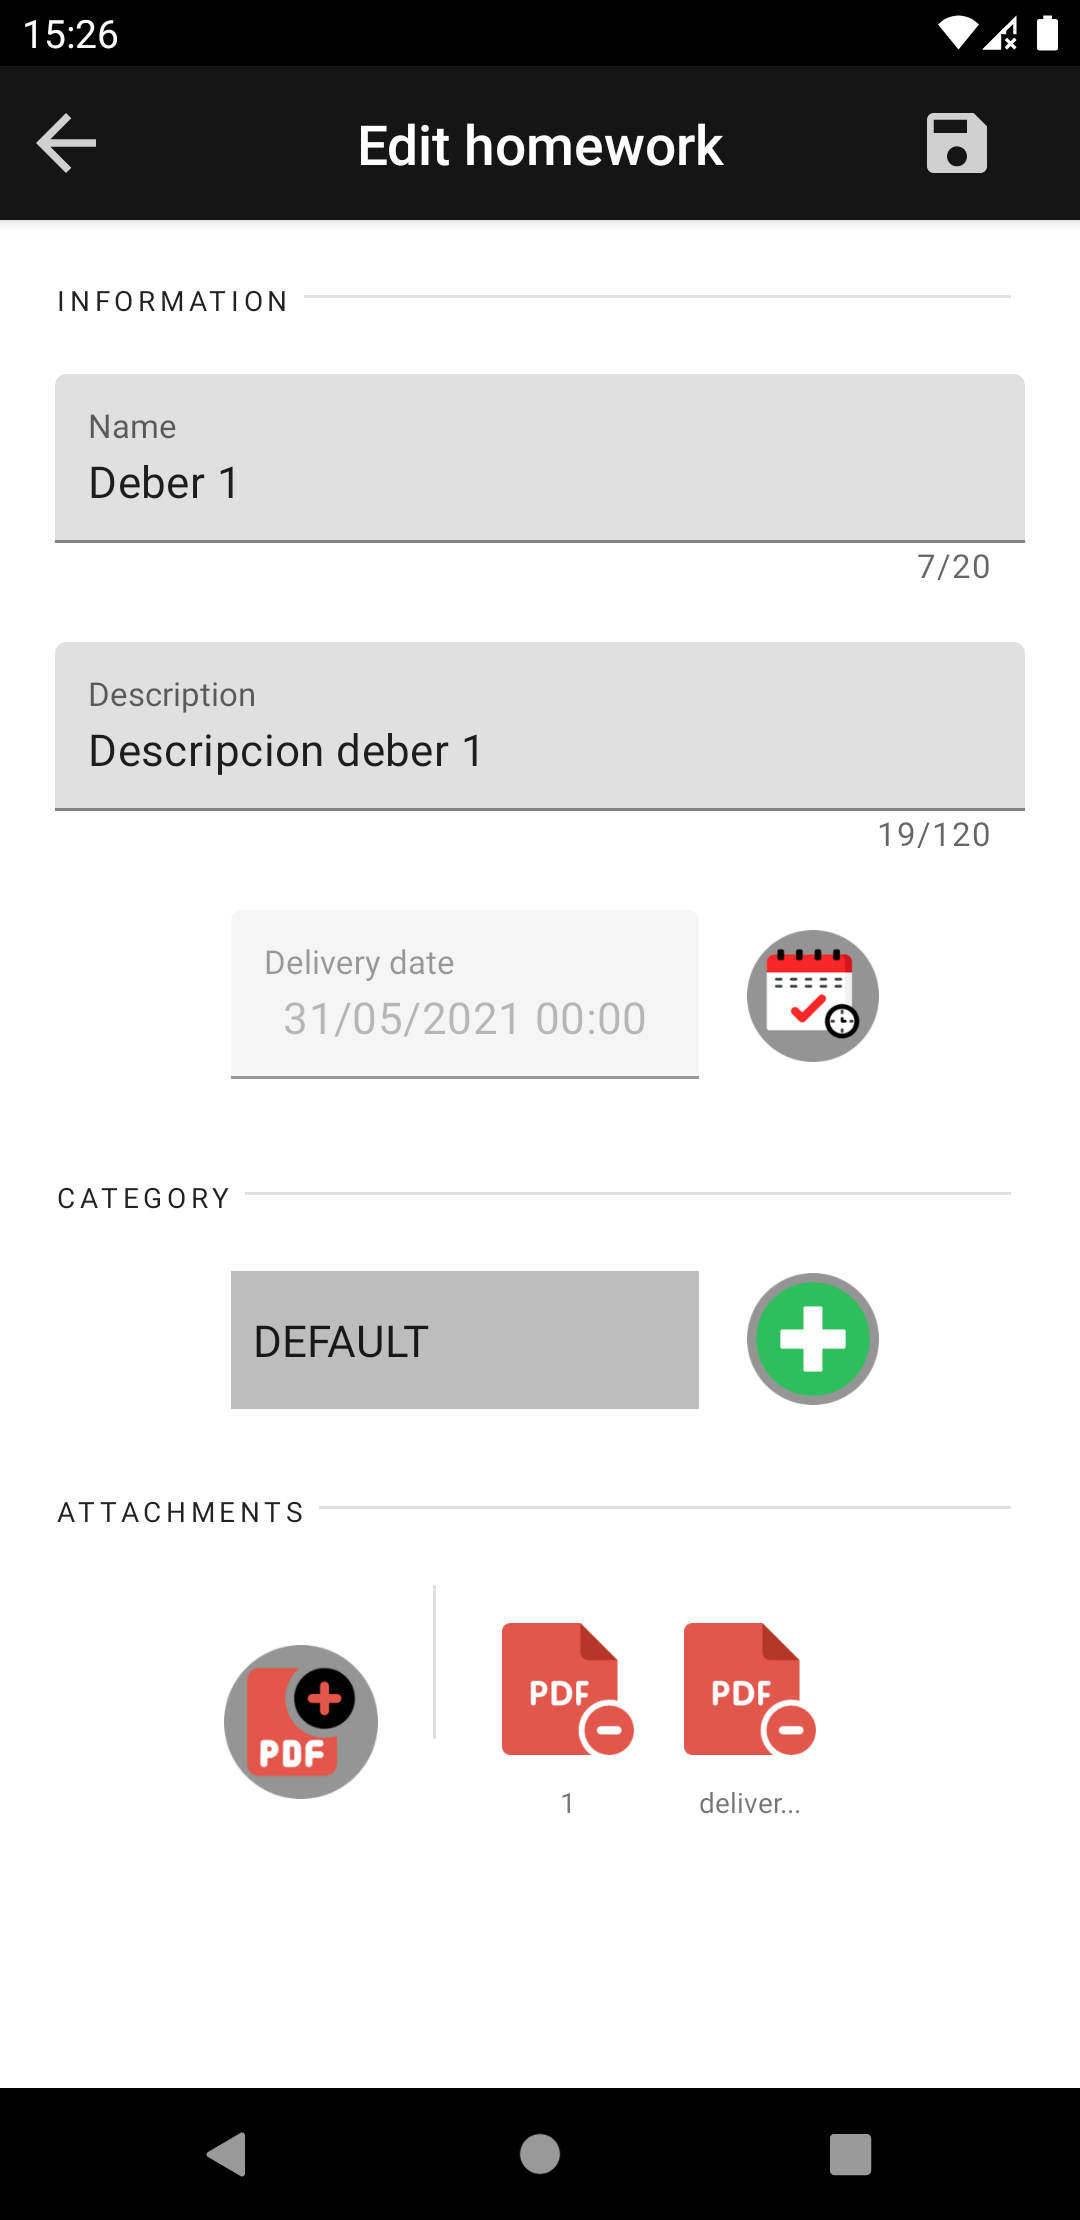 15:26
Edit homework
INFORMATION
Name
Deber 1
7/20
Description
Descripcion deber 1
19/120
Delivery date
31/05/2021 00:00
CATEGORY
DEFAULT
ATTACHMENTS
PDF
PDF
PDF
1
deliver...